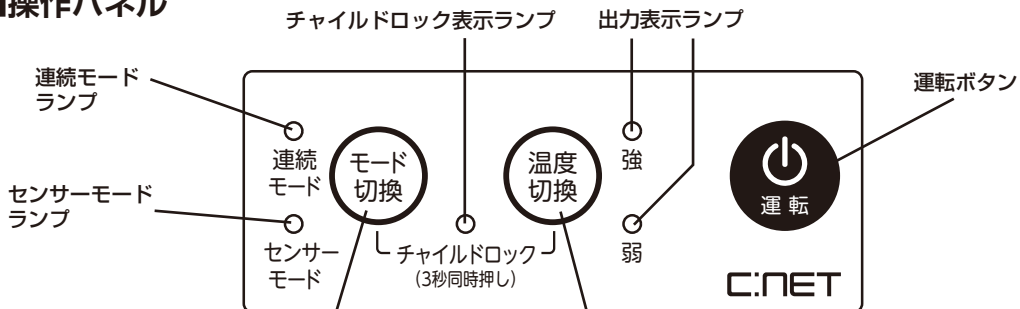 操作パネル
チャイルドロック表示ランプ
出力表示ランプ
連続モード
ランプ
運転ボタン
センサーモード
ランプ
連続
モード
モード
切換
温度
切換
強
運転
センサー
モード
チャイルドロック
(3秒同時押し)
弱
C:NET